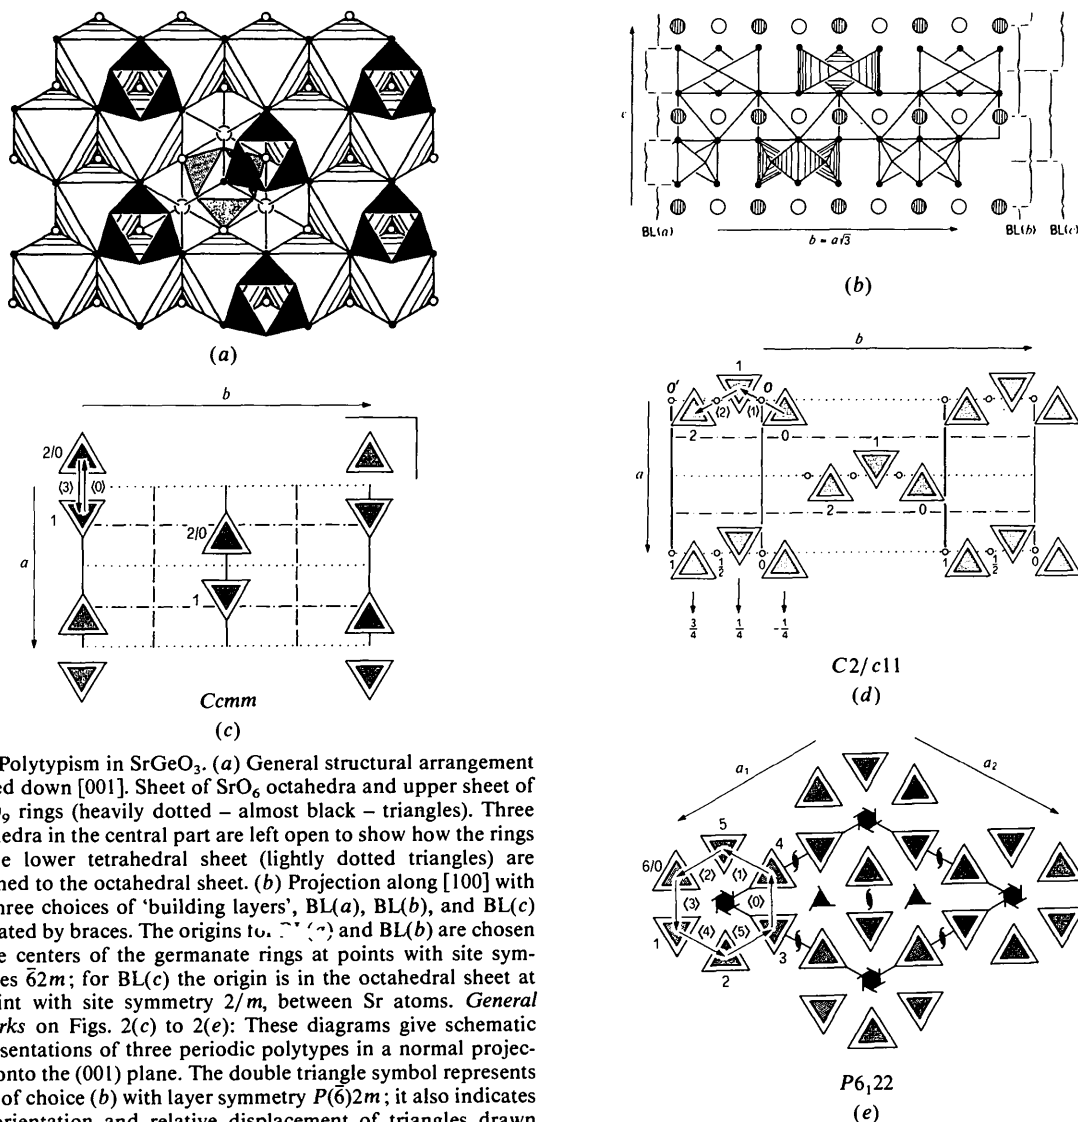 (a)
c
BL(a)
b = a√3
BL(b)
BL(c)
(b)
b
2/0
⟨3⟩
⟨0⟩
1
a
2/0
1
Ccmm
(c)
b
1
0'
0
⟨2⟩
⟨1⟩
2
0
a
1
2
0
1
1/2
0
1
1/2
0
3/4
1/4
-1/4
C2/c11
(d)
a₁
a₂
5
4
6/0
⟨2⟩
⟨1⟩
⟨3⟩
⟨0⟩
⟨4⟩
⟨5⟩
1
3
2
P6₁22
(e)
Polytypism in SrGeO₃. (a) General structural arrangement
ed down [001]. Sheet of SrO₆ octahedra and upper sheet of
O₉ rings (heavily dotted – almost black – triangles). Three
hedra in the central part are left open to show how the rings
e lower tetrahedral sheet (lightly dotted triangles) are
hed to the octahedral sheet. (b) Projection along [100] with
hree choices of 'building layers', BL(a), BL(b), and BL(c)
ated by braces. The origins and BL(b) are chosen
e centers of the germanate rings at points with site sym-
es 6̅2m; for BL(c) the origin is in the octahedral sheet at
int with site symmetry 2/m, between Sr atoms. General
rks on Figs. 2(c) to 2(e): These diagrams give schematic
sentations of three periodic polytypes in a normal projec-
onto the (001) plane. The double triangle symbol represents
of choice (b) with layer symmetry P(6̅)2m; it also indicates
orientation and relative displacement of triangles drawn